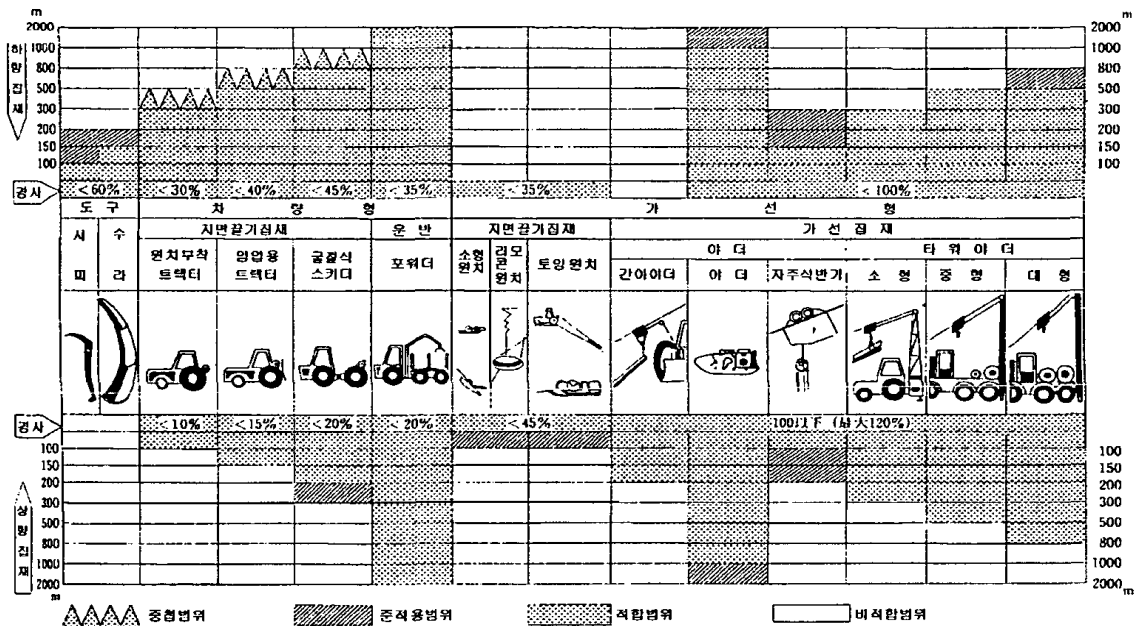 m m
2000 2000
1000 1000
800 800
500 500
300 300
200 200
150 150
100 100
하향집재
경사 <60% <30% <40% <45% <35% <35% <100%
도구 차량형 가선형
지면끌기집재 운반 지면끌기집재 가선집재
야더 타워야더
사피 수라 윈치부착트랙터 임업용트랙터 굴절식스키더 포워더 소형윈치 리모콘윈치 토잉윈치 간이야더 야더 자주식반기 소형 중형 대형
경사 <10% <15% <20% <20% <45% 100以下 (最大120%)
100 100
150 150
200 200
300 300
500 500
800 800
1000 1000
2000 2000
m m
상향집재
중첩범위 준적용범위 적합범위 비적합범위